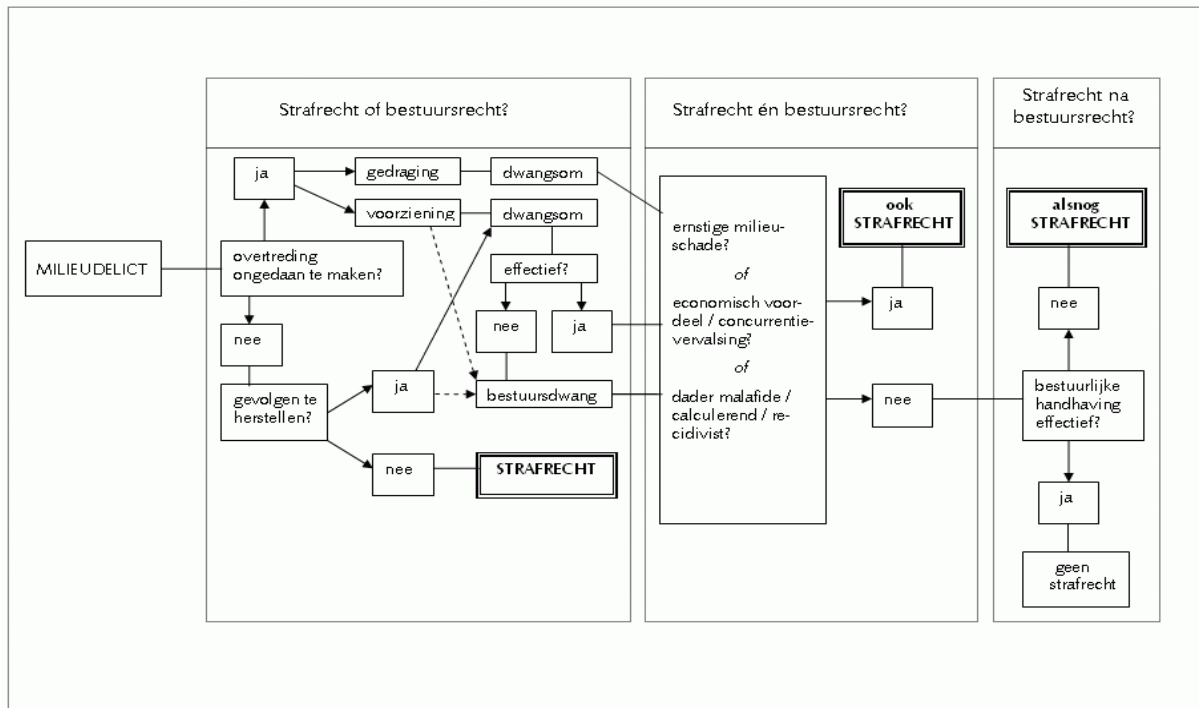 Strafrecht of bestuursrecht?
Strafrecht én bestuursrecht?
Strafrecht na
bestuursrecht?
MILIEUDELICT
overtreding
ongedaan te maken?
ja
gedraging
dwangsom
voorziening
dwangsom
effectief?
nee
ja
nee
gevolgen te
herstellen?
ja
bestuursdwang
nee
STRAFRECHT
ernstige milieu-
schade?
of
economisch voor-
deel / concurrentie-
vervalsing?
of
dader malafide /
calculerend / re-
cidivist?
ook
STRAFRECHT
ja
nee
alsnog
STRAFRECHT
nee
bestuurlijke
handhaving
effectief?
ja
geen
strafrecht